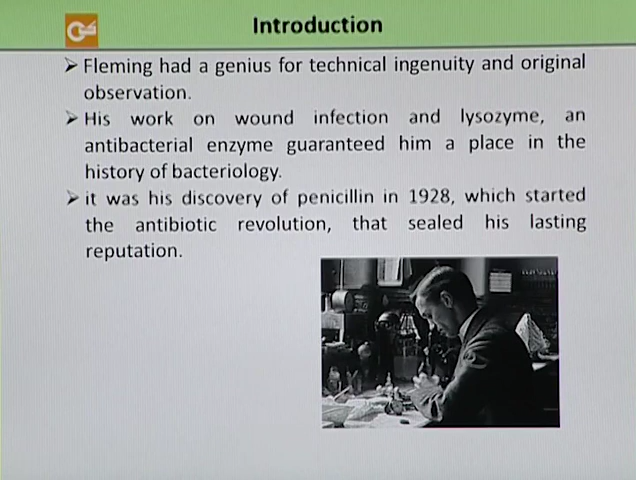 Introduction
Fleming had a genius for technical ingenuity and original
observation.
His work on wound infection and lysozyme, an
antibacterial enzyme guaranteed him a place in the
history of bacteriology.
it was his discovery of penicillin in 1928, which started
the antibiotic revolution, that sealed his lasting
reputation.